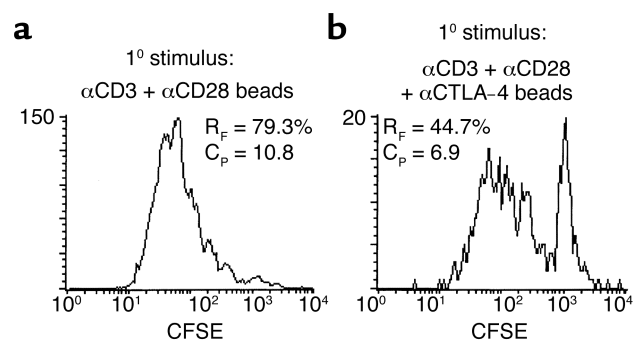 a
1⁰ stimulus:
αCD3 + αCD28 beads
150
R_F = 79.3%
C_P = 10.8
10⁰ 10¹ 10² 10³ 10⁴
CFSE
b
1⁰ stimulus:
αCD3 + αCD28
+ αCTLA-4 beads
20
R_F = 44.7%
C_P = 6.9
10⁰ 10¹ 10² 10³ 10⁴
CFSE